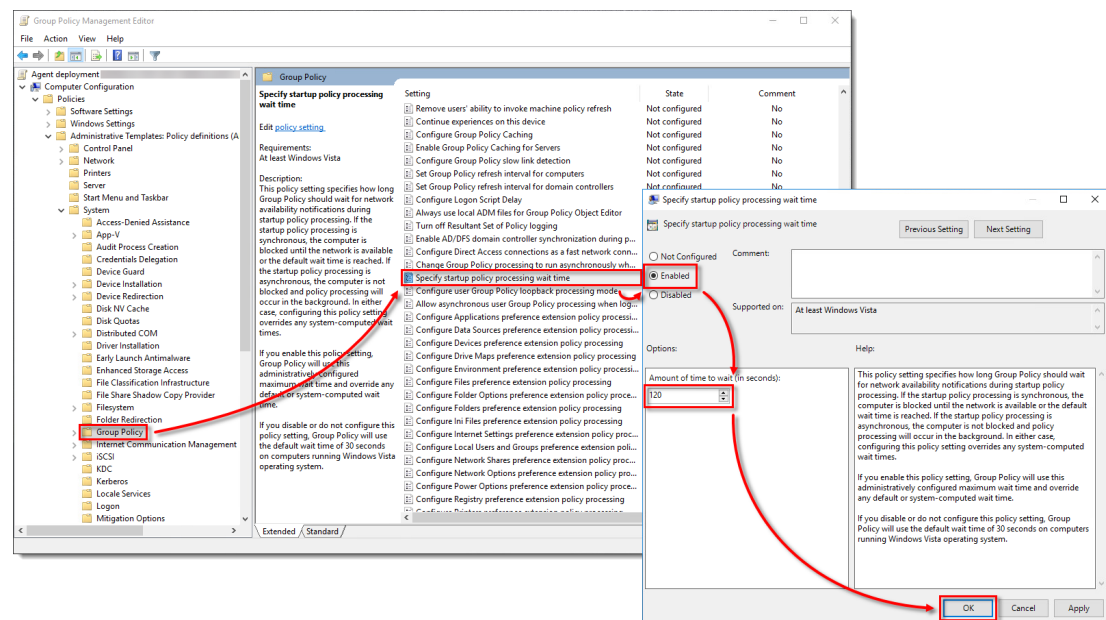 Group Policy Management Editor
File Action View Help
Agent deployment
Computer Configuration
Policies
Software Settings
Windows Settings
Administrative Templates: Policy definitions (A
Control Panel
Network
Printers
Server
Start Menu and Taskbar
System
Access-Denied Assistance
App-V
Audit Process Creation
Credentials Delegation
Device Guard
Device Installation
Device Redirection
Disk NV Cache
Disk Quotas
Distributed COM
Driver Installation
Early Launch Antimalware
Enhanced Storage Access
File Classification Infrastructure
File Share Shadow Copy Provider
Filesystem
Folder Redirection
Group Policy
Internet Communication Management
iSCSI
KDC
Kerberos
Locale Services
Logon
Mitigation Options
Group Policy
Specify startup policy processing
wait time
Edit policy setting
Requirements:
At least Windows Vista
Description:
This policy setting specifies how long
Group Policy should wait for network
availability notifications during
startup policy processing. If the
startup policy processing is
synchronous, the computer is
blocked until the network is available
or the default wait time is reached. If
the startup policy processing is
asynchronous, the computer is not
blocked and policy processing will
occur in the background. In either
case, configuring this policy setting
overrides any system-computed wait
times.
If you enable this policy setting,
Group Policy will use this
administratively configured
maximum wait time and override any
default or system-computed wait
time.
If you disable or do not configure this
policy setting, Group Policy will use
the default wait time of 30 seconds
on computers running Windows Vista
operating system.
Setting State Comment
Remove users' ability to invoke machine policy refresh Not configured No
Continue experiences on this device Not configured No
Configure Group Policy Caching Not configured No
Enable Group Policy Caching for Servers Not configured No
Configure Group Policy slow link detection Not configured No
Set Group Policy refresh interval for computers Not configured No
Set Group Policy refresh interval for domain controllers Not configured No
Configure Logon Script Delay
Always use local ADM files for Group Policy Object Editor
Turn off Resultant Set of Policy logging
Enable AD/DFS domain controller synchronization during p...
Configure Direct Access connections as a fast network conn...
Change Group Policy processing to run asynchronously wh...
Specify startup policy processing wait time
Configure user Group Policy loopback processing mode
Allow asynchronous user Group Policy processing when log...
Configure Applications preference extension policy processi...
Configure Data Sources preference extension policy processi...
Configure Devices preference extension policy processing
Configure Drive Maps preference extension policy processing
Configure Environment preference extension policy processi...
Configure Files preference extension policy processing
Configure Folder Options preference extension policy proce...
Configure Folders preference extension policy processing
Configure Ini Files preference extension policy processing
Configure Internet Settings preference extension policy proc...
Configure Local Users and Groups preference extension poli...
Configure Network Shares preference extension policy proc...
Configure Network Options preference extension policy pro...
Configure Power Options preference extension policy proce...
Configure Registry preference extension policy processing
Configure Printers preference extension policy processing
Extended Standard
Specify startup policy processing wait time
Specify startup policy processing wait time
Previous Setting Next Setting
Not Configured
Enabled
Disabled
Comment:
Supported on:
At least Windows Vista
Options:
Amount of time to wait (in seconds):
120
Help:
This policy setting specifies how long Group Policy should wait
for network availability notifications during startup policy
processing. If the startup policy processing is synchronous, the
computer is blocked until the network is available or the default
wait time is reached. If the startup policy processing is
asynchronous, the computer is not blocked and policy
processing will occur in the background. In either case,
configuring this policy setting overrides any system-computed
wait times.
If you enable this policy setting, Group Policy will use this
administratively configured maximum wait time and override
any default or system-computed wait time.
If you disable or do not configure this policy setting, Group
Policy will use the default wait time of 30 seconds on computers
running Windows Vista operating system.
OK Cancel Apply